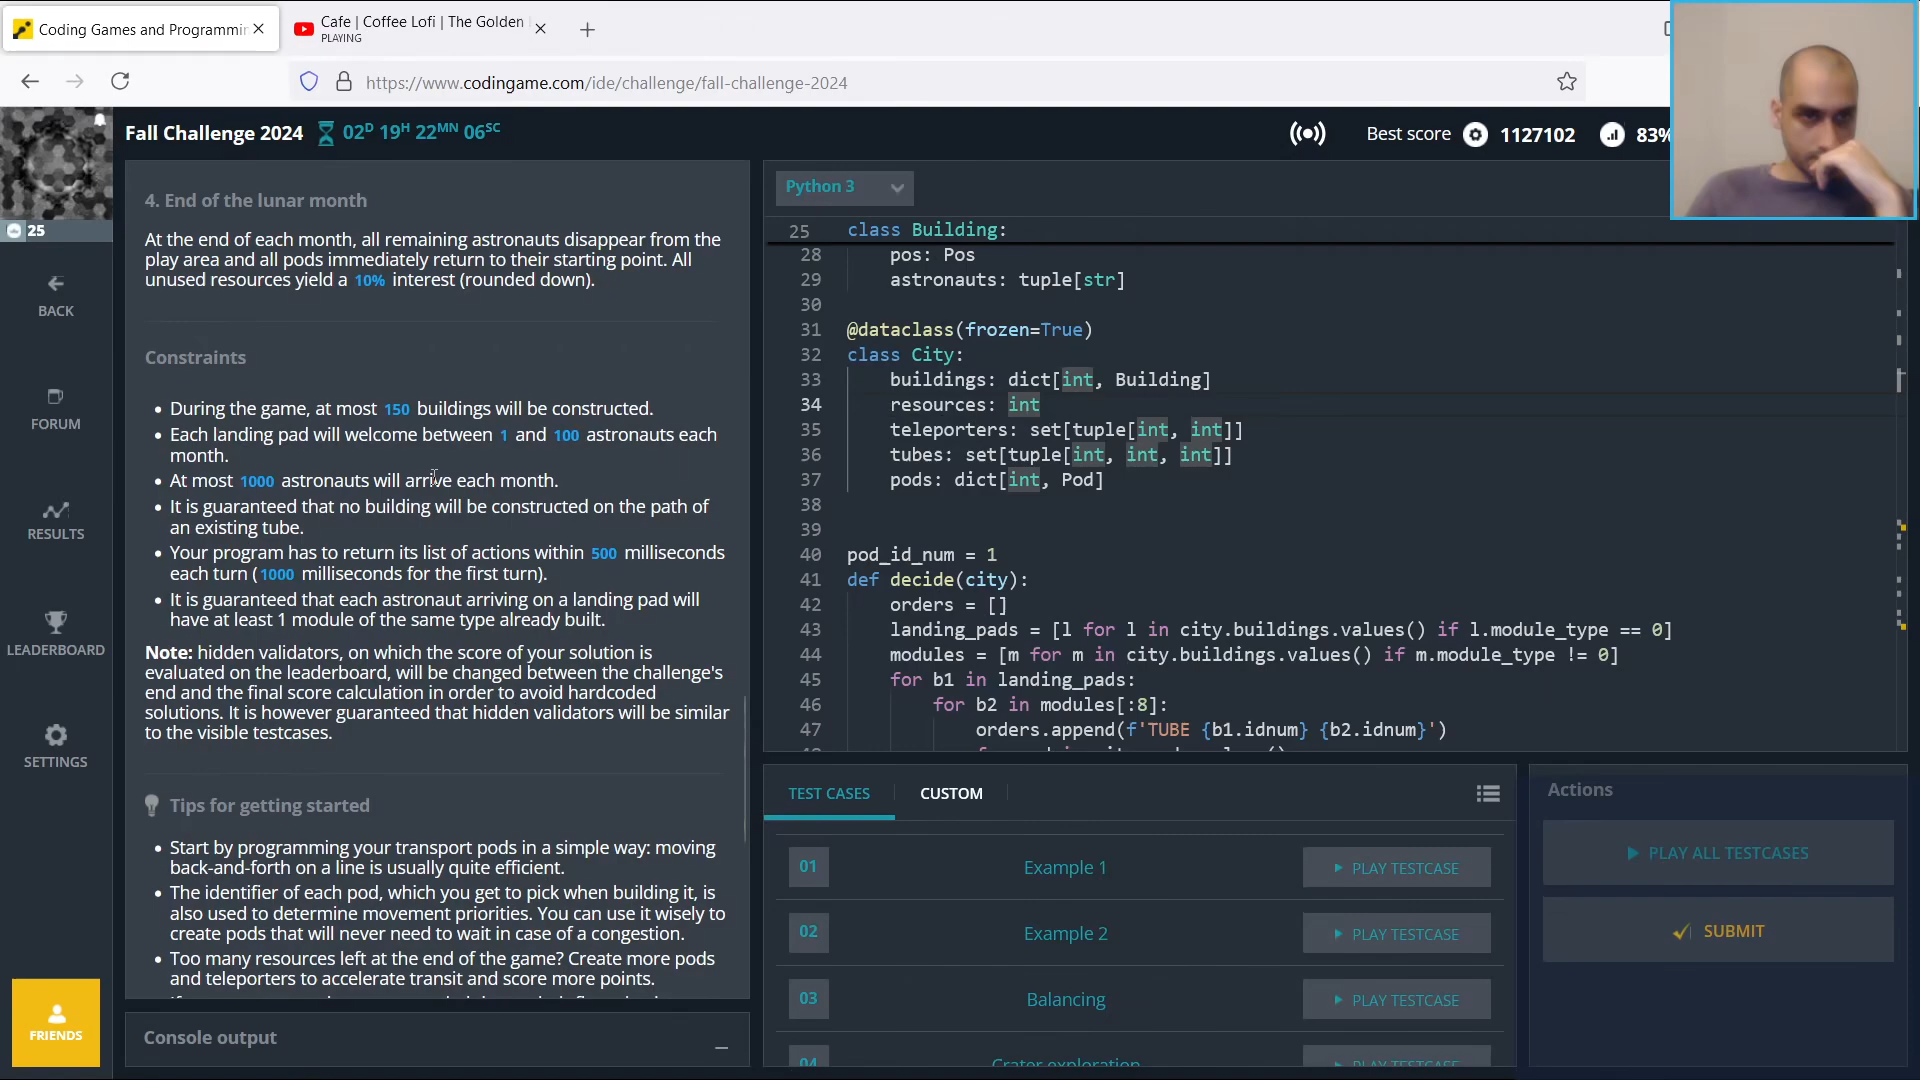 Coding Games and Programmin
Cafe | Coffee Lofi | The Golden
PLAYING
https://www.codingame.com/ide/challenge/fall-challenge-2024
Fall Challenge 2024
02D 19H 22MN 06SC
Best score
1127102
83%
25
BACK
FORUM
RESULTS
LEADERBOARD
SETTINGS
FRIENDS
4. End of the lunar month
At the end of each month, all remaining astronauts disappear from the
play area and all pods immediately return to their starting point. All
unused resources yield a 10% interest (rounded down).
Constraints
• During the game, at most 150 buildings will be constructed.
• Each landing pad will welcome between 1 and 100 astronauts each
month.
• At most 1000 astronauts will arrive each month.
• It is guaranteed that no building will be constructed on the path of
an existing tube.
• Your program has to return its list of actions within 500 milliseconds
each turn (1000 milliseconds for the first turn).
• It is guaranteed that each astronaut arriving on a landing pad will
have at least 1 module of the same type already built.
Note: hidden validators, on which the score of your solution is
evaluated on the leaderboard, will be changed between the challenge's
end and the final score calculation in order to avoid hardcoded
solutions. It is however guaranteed that hidden validators will be similar
to the visible testcases.
Tips for getting started
• Start by programming your transport pods in a simple way: moving
back-and-forth on a line is usually quite efficient.
• The identifier of each pod, which you get to pick when building it, is
also used to determine movement priorities. You can use it wisely to
create pods that will never need to wait in case of a congestion.
• Too many resources left at the end of the game? Create more pods
and teleporters to accelerate transit and score more points.
Console output
Python 3
25 class Building:
28 pos: Pos
29 astronauts: tuple[str]
30
31 @dataclass(frozen=True)
32 class City:
33 buildings: dict[int, Building]
34 resources: int
35 teleporters: set[tuple[int, int]]
36 tubes: set[tuple[int, int, int]]
37 pods: dict[int, Pod]
38
39
40 pod_id_num = 1
41 def decide(city):
42 orders = []
43 landing_pads = [l for l in city.buildings.values() if l.module_type == 0]
44 modules = [m for m in city.buildings.values() if m.module_type != 0]
45 for b1 in landing_pads:
46 for b2 in modules[:8]:
47 orders.append(f'TUBE {b1.idnum} {b2.idnum}')
TEST CASES
CUSTOM
01 Example 1 PLAY TESTCASE
02 Example 2 PLAY TESTCASE
03 Balancing PLAY TESTCASE
04 Crater exploration PLAY TESTCASE
Actions
PLAY ALL TESTCASES
SUBMIT